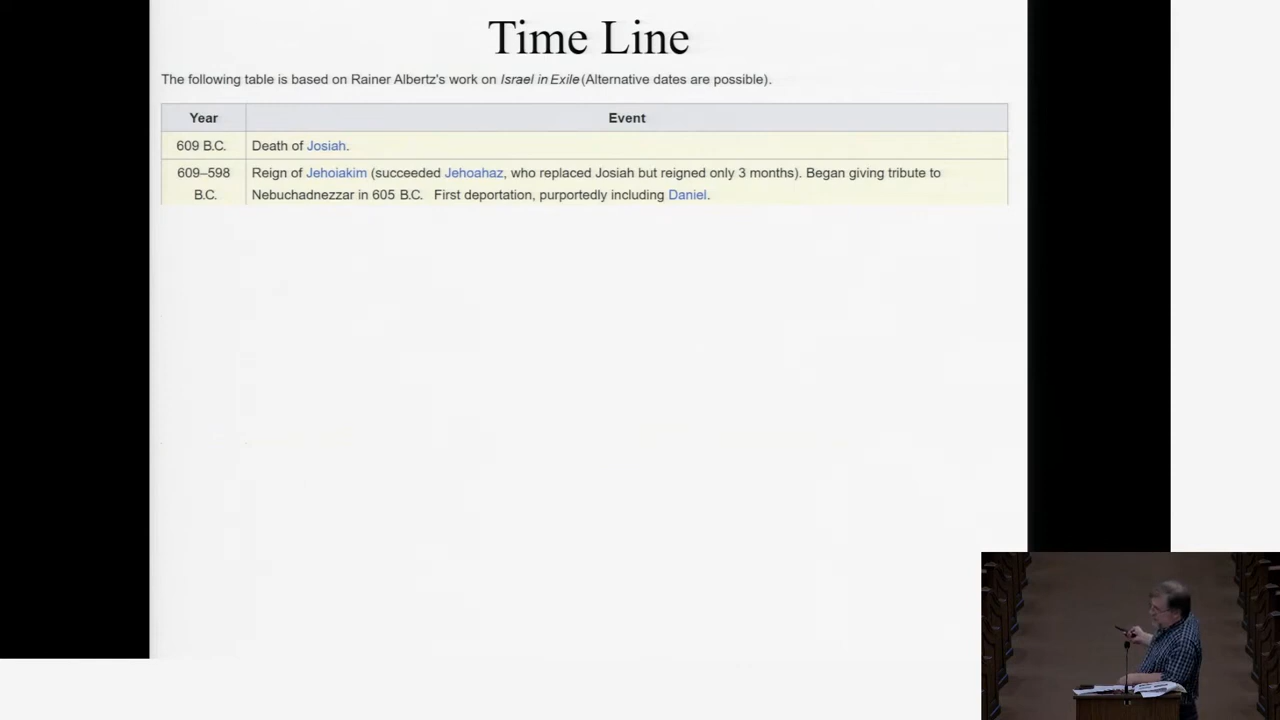 Time Line
The following table is based on Rainer Albertz's work on Israel in Exile (Alternative dates are possible).
Year Event
609 B.C. Death of Josiah.
609–598 Reign of Jehoiakim (succeeded Jehoahaz, who replaced Josiah but reigned only 3 months). Began giving tribute to
B.C. Nebuchadnezzar in 605 B.C. First deportation, purportedly including Daniel.